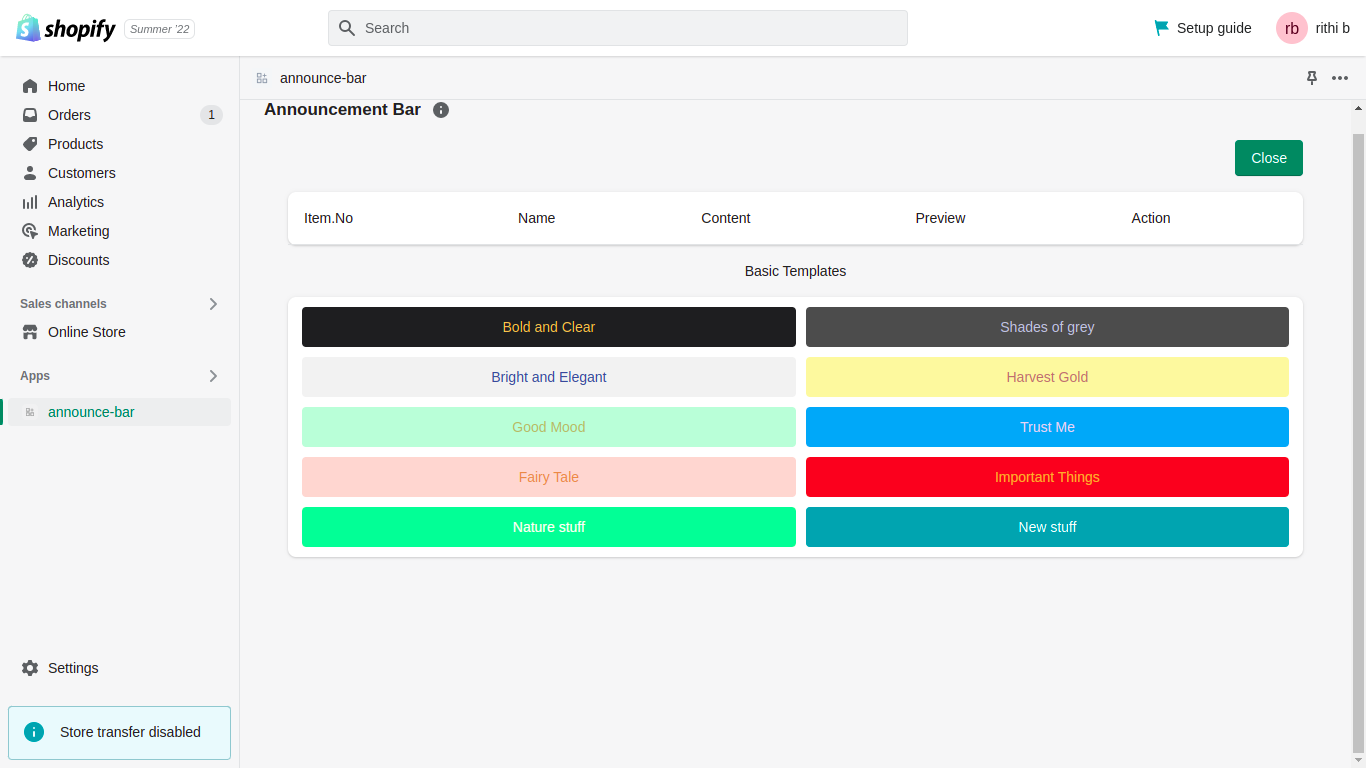 shopify Summer '22
Search
Setup guide
rb rithi b
Home
Orders 1
Products
Customers
Analytics
Marketing
Discounts
Sales channels
Online Store
Apps
announce-bar
Settings
Store transfer disabled
announce-bar
Announcement Bar
Close
Item.No Name Content Preview Action
Basic Templates
Bold and Clear Shades of grey
Bright and Elegant Harvest Gold
Good Mood Trust Me
Fairy Tale Important Things
Nature stuff New stuff